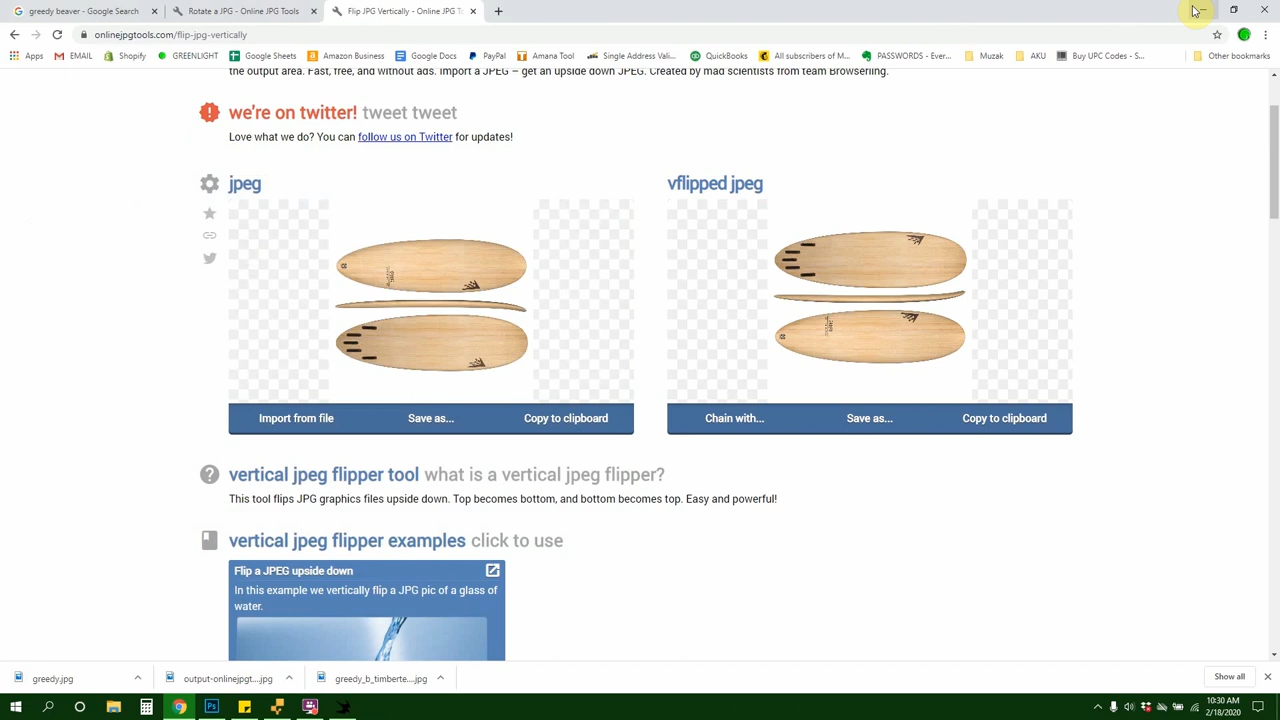 greedy beaver - Google Search
Rotate a JPG - Online JPG Tools
Flip JPG Vertically - Online JPG T
onlinejpgtools.com/flip-jpg-vertically
Apps EMAIL Shopify GREENLIGHT Google Sheets Amazon Business Google Docs PayPal Amana Tool Single Address Vali... QuickBooks All subscribers of M... PASSWORDS - Ever... Muzak AKU Buy UPC Codes - S... Other bookmarks
the output area. Fast, free, and without ads. Import a JPEG – get an upside down JPEG. Created by mad scientists from team Browserling.
we're on twitter! tweet tweet
Love what we do? You can follow us on Twitter for updates!
jpeg
vflipped jpeg
Import from file Save as... Copy to clipboard
Chain with... Save as... Copy to clipboard
vertical jpeg flipper tool what is a vertical jpeg flipper?
This tool flips JPG graphics files upside down. Top becomes bottom, and bottom becomes top. Easy and powerful!
vertical jpeg flipper examples click to use
Flip a JPEG upside down
In this example we vertically flip a JPG pic of a glass of
water.
greedy.jpg
output-onlinejpgt....jpg
greedy_b_timberte....jpg
Show all
10:30 AM
2/18/2020